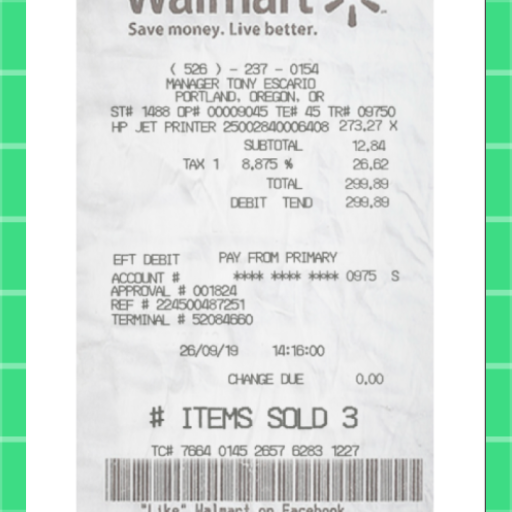 Walmart
Save money. Live better.
( 526 ) - 237 - 0154
MANAGER TONY ESCARIO
PORTLAND, OREGON, OR
ST# 1488 OP# 00009045 TE# 45 TR# 09750
HP JET PRINTER 25002840006408 273.27 X
SUBTOTAL 12.84
TAX 1 8.875 % 26.62
TOTAL 299.89
DEBIT TEND 299.89
EFT DEBIT PAY FROM PRIMARY
ACCOUNT # **** **** **** 0975 S
APPROVAL # 001824
REF # 224500487251
TERMINAL # 52084660
26/09/19 14:16:00
CHANGE DUE 0.00
# ITEMS SOLD 3
TC# 7664 0145 2657 6283 1227
"Like" Walmart on Facebook